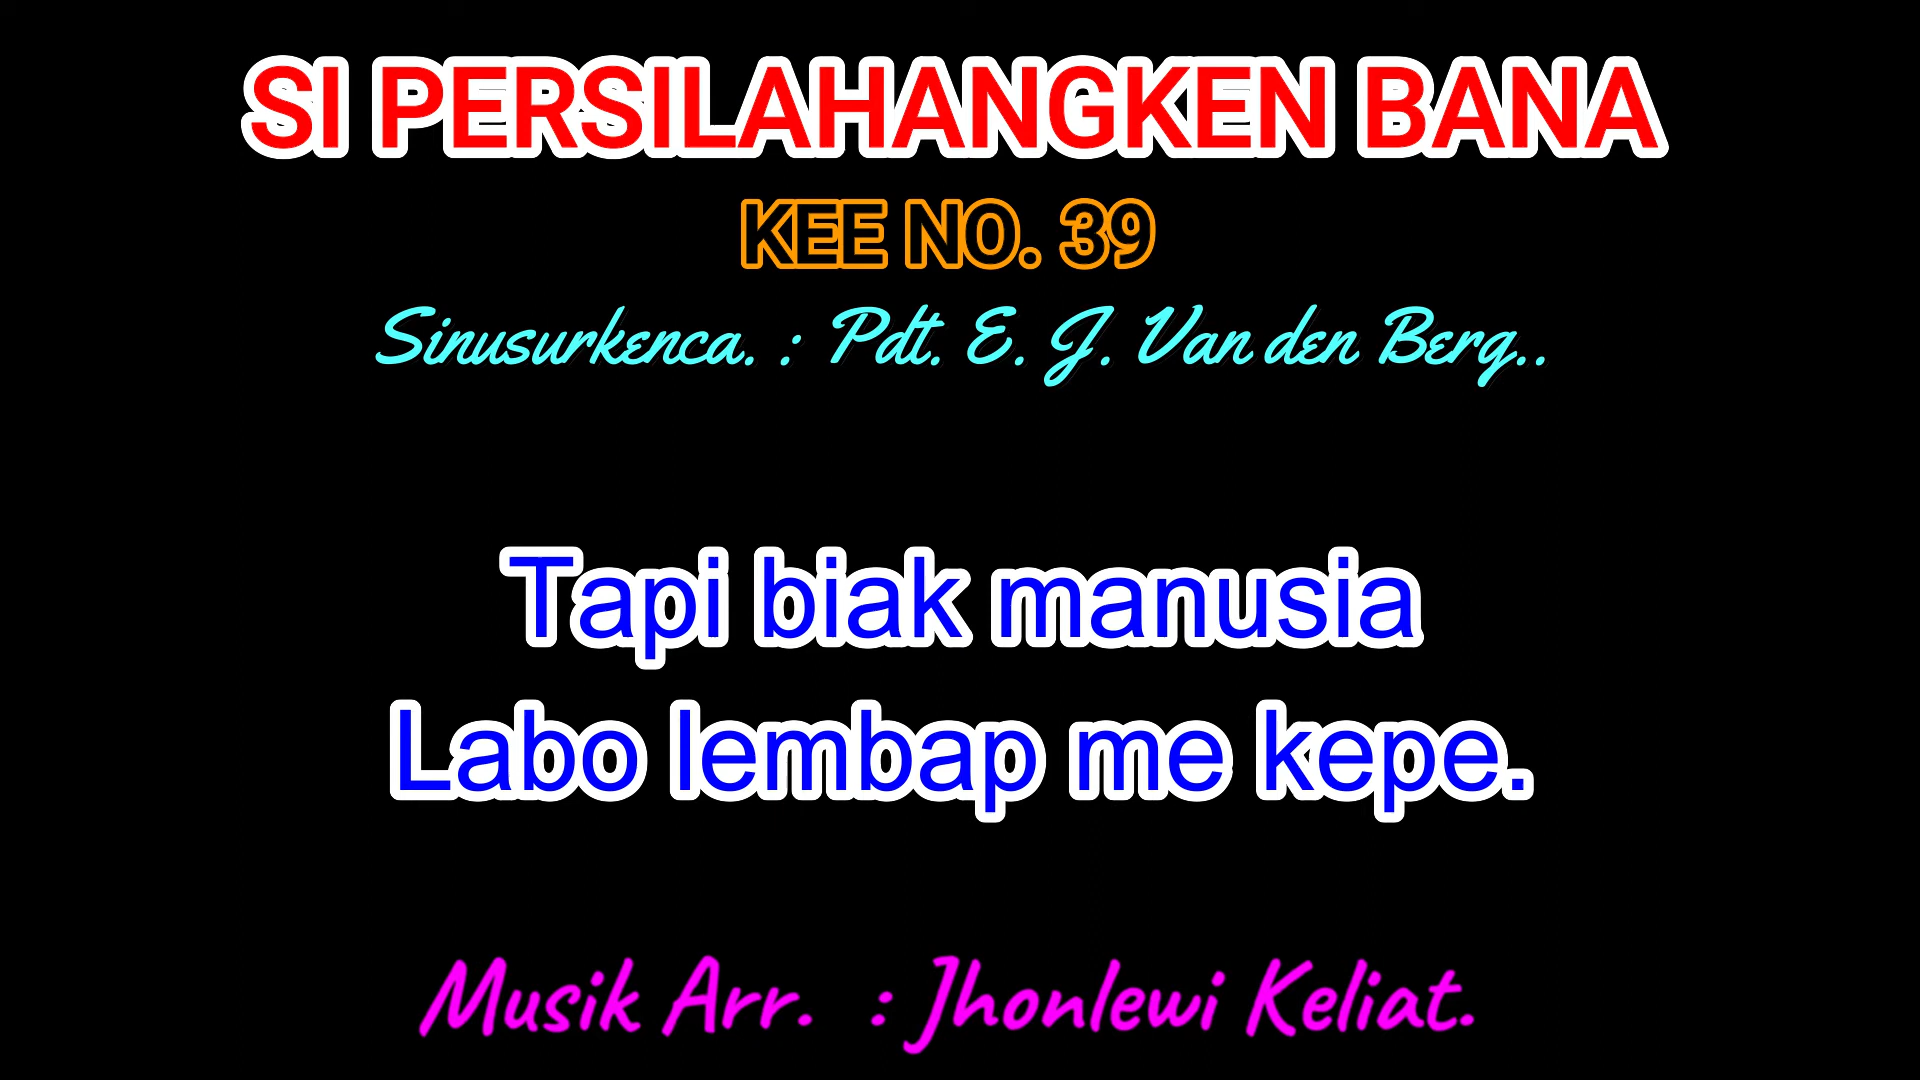 SI PERSILAHANGKEN BANA
KEE NO. 39
Sinusurkenca. : Pdt. E. J. Van den Berg..
Tapi biak manusia
Labo lembap me kepe.
Musik Arr. : Jhonlewi Keliat.